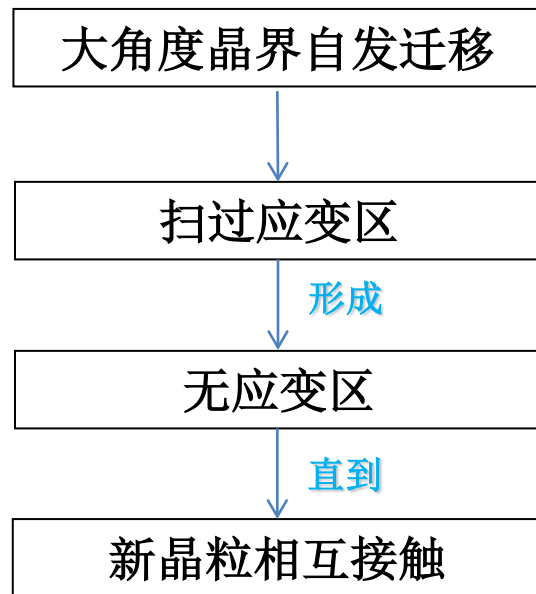 大角度晶界自发迁移
扫过应变区
形成
无应变区
直到
新晶粒相互接触